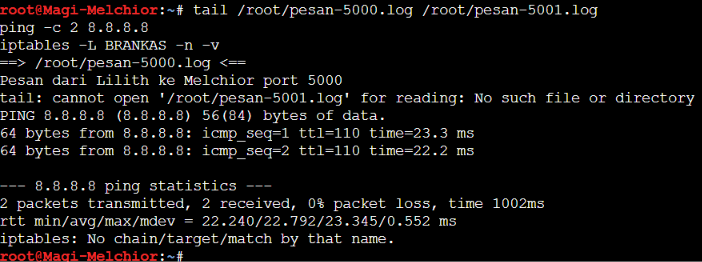 root@Magi-Melchior:~# tail /root/pesan-5000.log /root/pesan-5001.log
ping -c 2 8.8.8.8
iptables -L BRANKAS -n -v
==> /root/pesan-5000.log <==
Pesan dari Lilith ke Melchior port 5000
tail: cannot open '/root/pesan-5001.log' for reading: No such file or directory
PING 8.8.8.8 (8.8.8.8) 56(84) bytes of data.
64 bytes from 8.8.8.8: icmp_seq=1 ttl=110 time=23.3 ms
64 bytes from 8.8.8.8: icmp_seq=2 ttl=110 time=22.2 ms

--- 8.8.8.8 ping statistics ---
2 packets transmitted, 2 received, 0% packet loss, time 1002ms
rtt min/avg/max/mdev = 22.240/22.792/23.345/0.552 ms
iptables: No chain/target/match by that name.
root@Magi-Melchior:~#